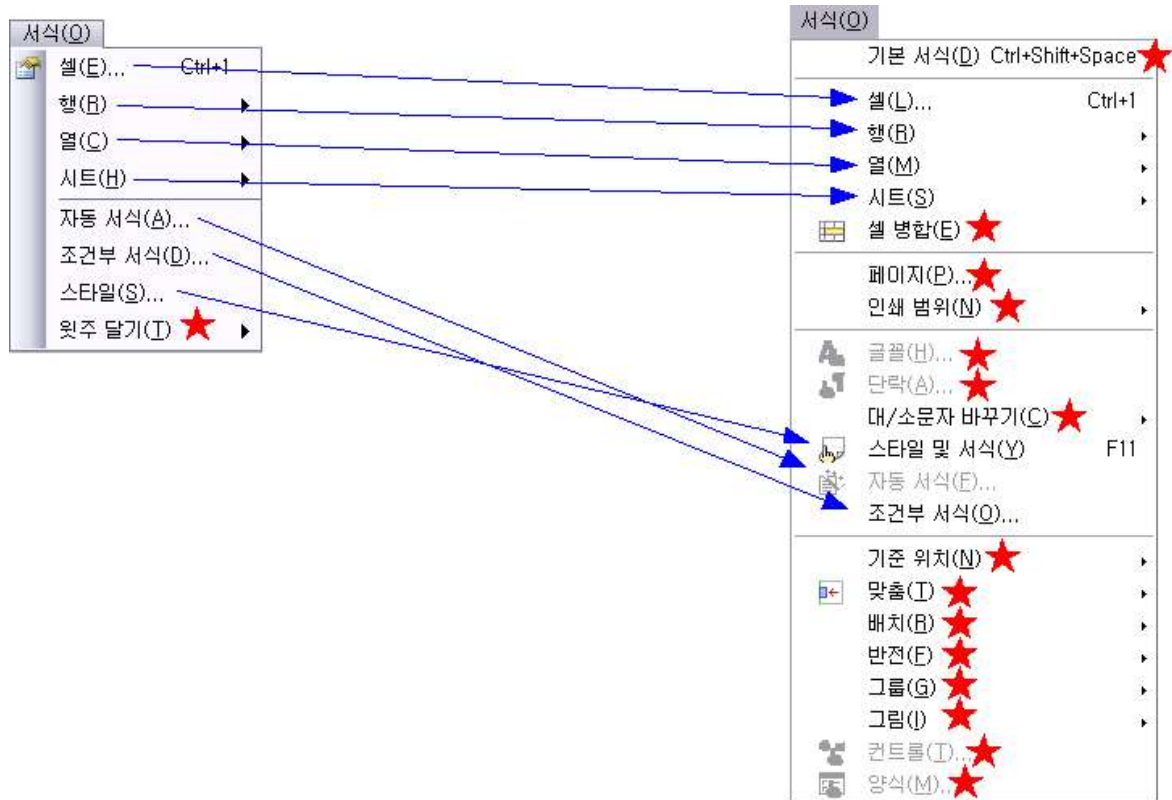 서식(O)
셀(E)... Ctrl+1
행(R)
열(C)
시트(H)
자동 서식(A)...
조건부 서식(D)...
스타일(S)...
윗주 달기(T)
서식(O)
기본 서식(D) Ctrl+Shift+Space
셀(L)... Ctrl+1
행(R)
열(M)
시트(S)
셀 병합(E)
페이지(P)...
인쇄 범위(N)
글꼴(H)...
단락(A)...
대/소문자 바꾸기(C)
스타일 및 서식(Y) F11
자동 서식(F)...
조건부 서식(O)...
기준 위치(N)
맞춤(T)
배치(R)
반전(F)
그룹(G)
그림(I)
컨트롤(T)...
양식(M)...